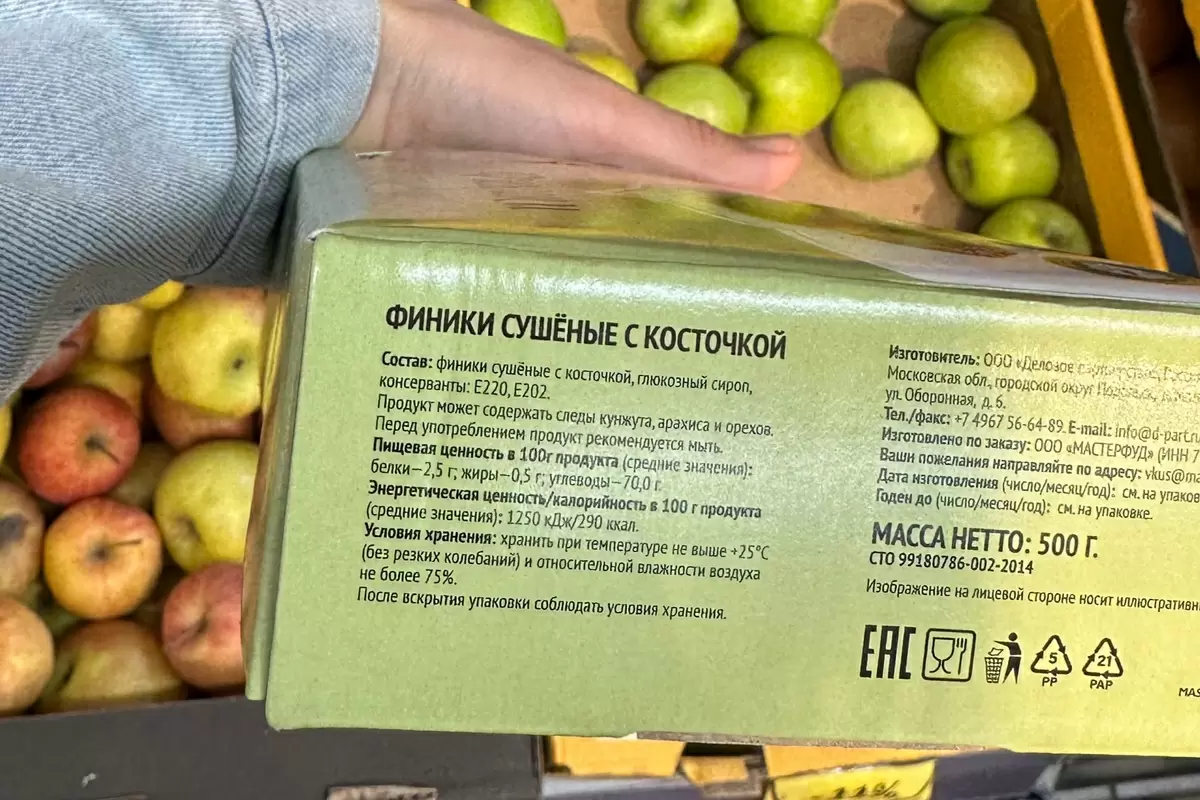 ФИНИКИ СУШЁНЫЕ С КОСТОЧКОЙ
Состав: финики сушёные с косточкой, глюкозный сироп,
консерванты: Е220, Е202.
Продукт может содержать следы кунжута, арахиса и орехов.
Перед употреблением продукт рекомендуется мыть.
Пищевая ценность в 100г продукта (средние значения):
белки—2,5 г; жиры—0,5 г; углеводы—70,0 г.
Энергетическая ценность/калорийность в 100 г продукта
(средние значения): 1250 кДж/290 ккал.
Условия хранения: хранить при температуре не выше +25°C
(без резких колебаний) и относительной влажности воздуха
не более 75%.
После вскрытия упаковки соблюдать условия хранения.
Изготовитель: ООО «Деловое
Московская обл., городской округ
ул. Оборонная, д. 6.
Тел./факс: +7 4967 56-64-89. E-mail: info@d-part.r
Изготовлено по заказу: ООО «МАСТЕРФУД» (ИНН 7
Ваши пожелания направляйте по адресу: vkus@ma
Дата изготовления (число/месяц/год): см. на упаков
Годен до (число/месяц/год): см. на упаковке.
МАССА НЕТТО: 500 Г.
СТО 99180786-002-2014
Изображение на лицевой стороне носит иллюстративн
EAC
5
PP
21
PAP
MAS